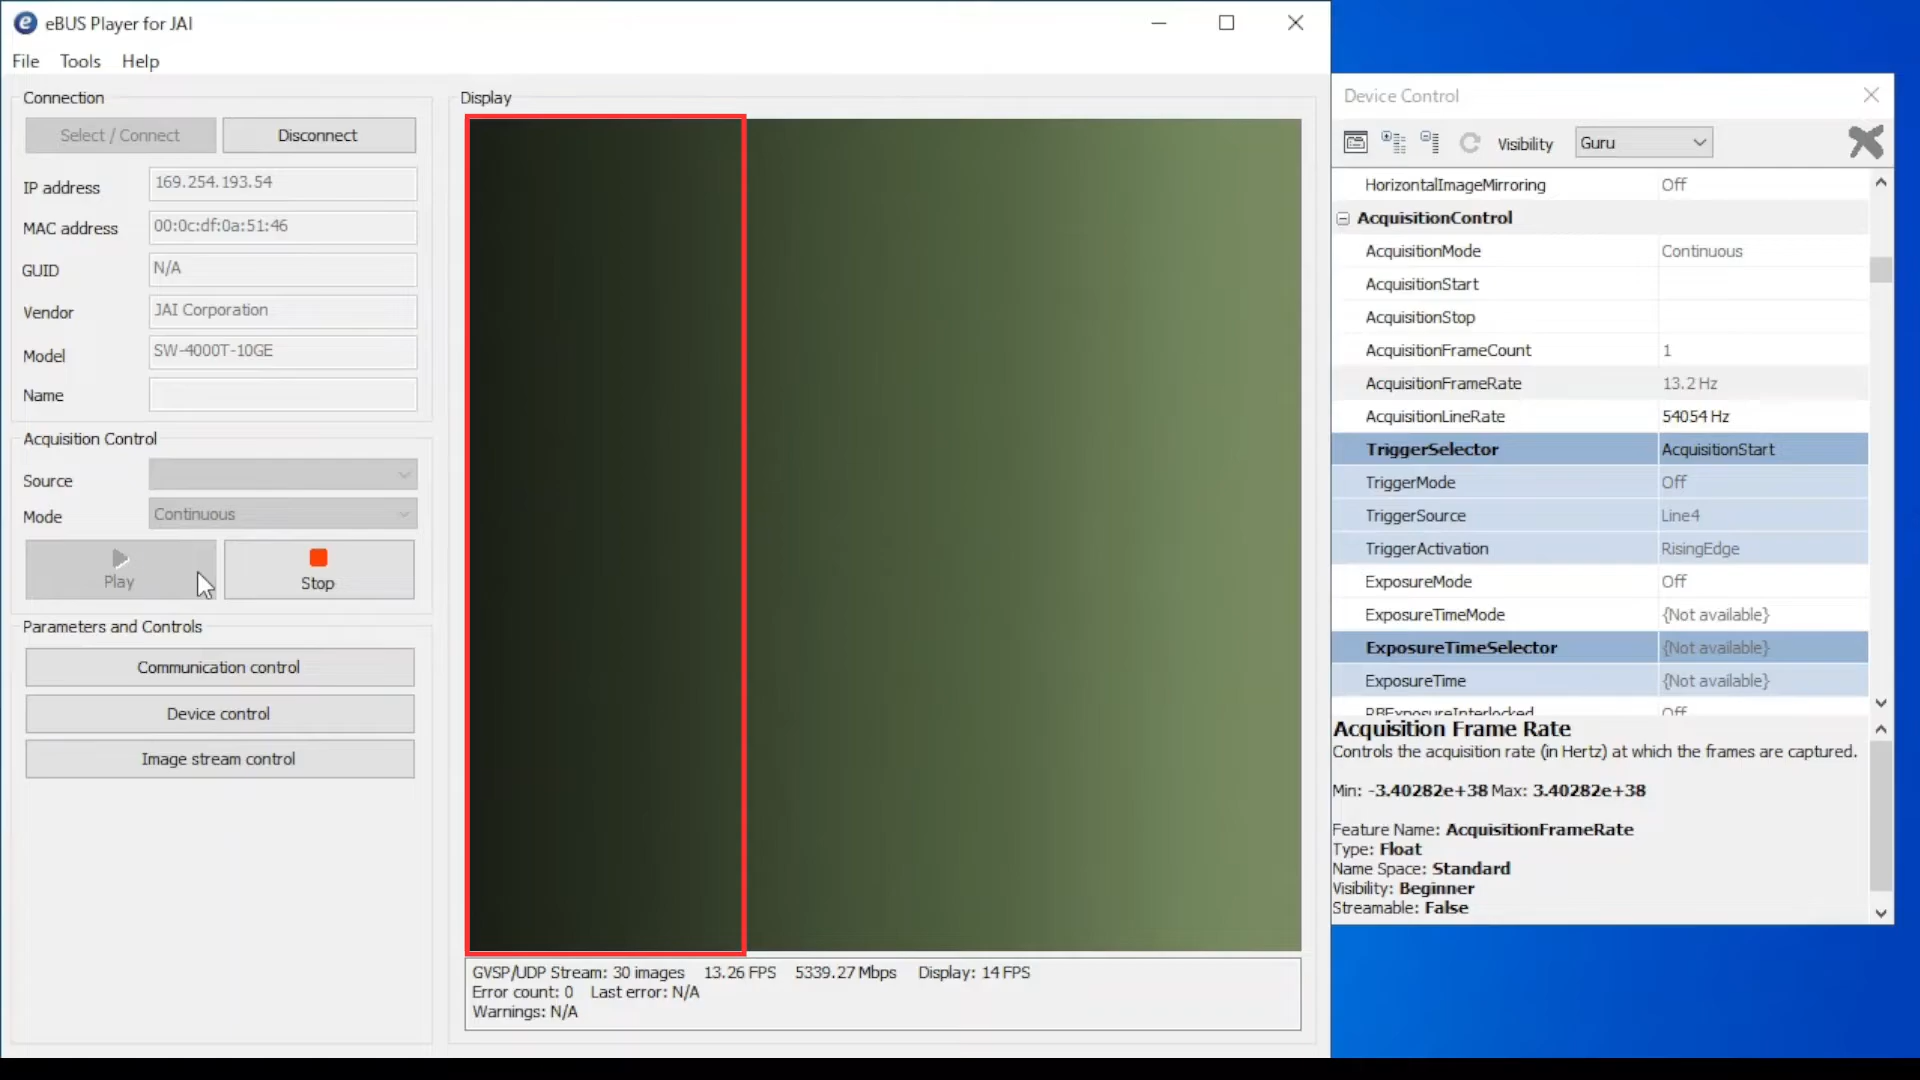 eBUS Player for JAI
File Tools Help
Connection
Select / Connect Disconnect
IP address 169.254.193.54
MAC address 00:0c:df:0a:51:46
GUID N/A
Vendor JAI Corporation
Model SW-4000T-10GE
Name
Acquisition Control
Source
Mode Continuous
Play Stop
Parameters and Controls
Communication control
Device control
Image stream control
Display
GVSP/UDP Stream: 30 images 13.26 FPS 5339.27 Mbps Display: 14 FPS
Error count: 0 Last error: N/A
Warnings: N/A
Device Control
Visibility Guru
HorizontalImageMirroring Off
AcquisitionControl
AcquisitionMode Continuous
AcquisitionStart
AcquisitionStop
AcquisitionFrameCount 1
AcquisitionFrameRate 13.2 Hz
AcquisitionLineRate 54054 Hz
TriggerSelector AcquisitionStart
TriggerMode Off
TriggerSource Line4
TriggerActivation RisingEdge
ExposureMode Off
ExposureTimeMode {Not available}
ExposureTimeSelector {Not available}
ExposureTime {Not available}
RBExposureInterlocked Off
Acquisition Frame Rate
Controls the acquisition rate (in Hertz) at which the frames are captured.
Min: -3.40282e+38 Max: 3.40282e+38
Feature Name: AcquisitionFrameRate
Type: Float
Name Space: Standard
Visibility: Beginner
Streamable: False